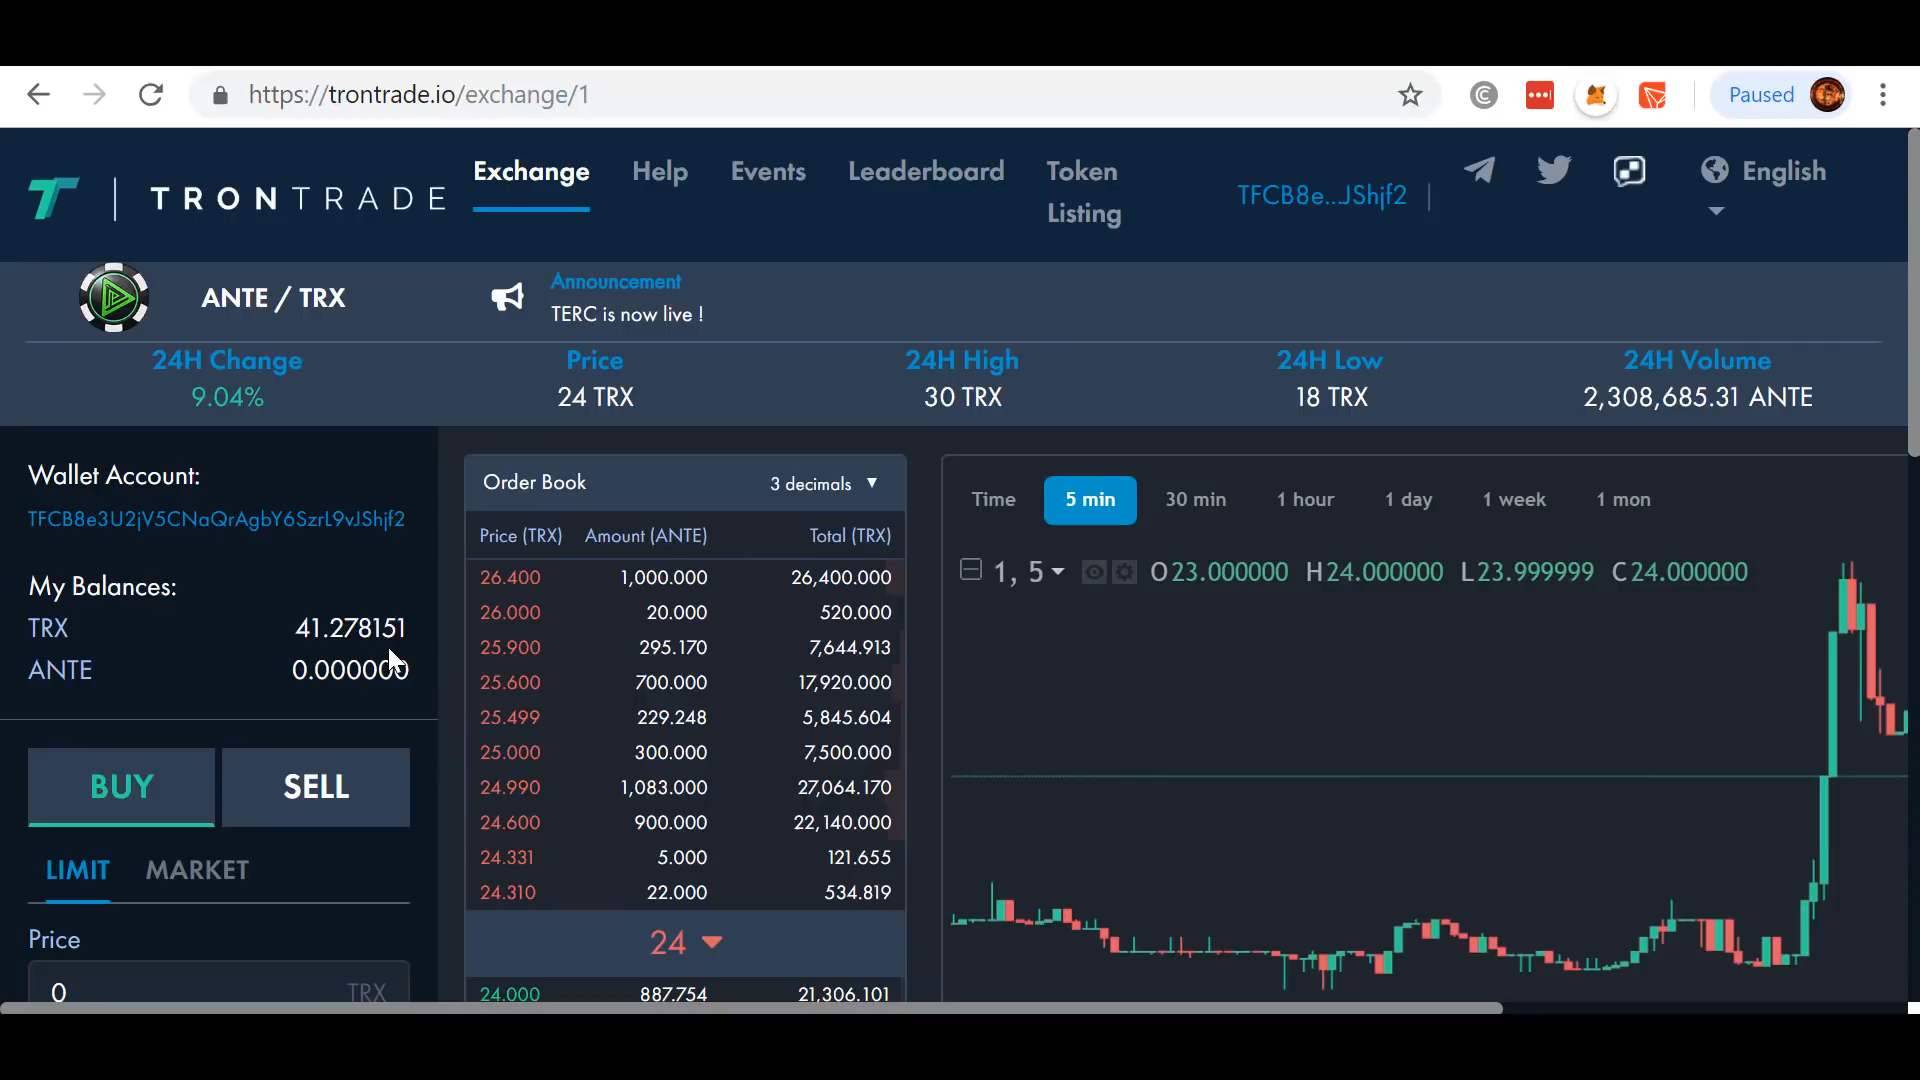 https://trontrade.io/exchange/1
Paused
TRONTRADE
Exchange
Help
Events
Leaderboard
Token
Listing
TFCB8e...JShjf2
English
ANTE / TRX
Announcement
TERC is now live !
24H Change
9.04%
Price
24 TRX
24H High
30 TRX
24H Low
18 TRX
24H Volume
2,308,685.31 ANTE
Wallet Account:
TFCB8e3U2jV5CNaQrAgbY6SzrL9vJShjf2
My Balances:
TRX 41.278151
ANTE 0.000000
BUY SELL
LIMIT MARKET
Price
0 TRX
Order Book 3 decimals
Price (TRX) Amount (ANTE) Total (TRX)
26.400 1,000.000 26,400.000
26.000 20.000 520.000
25.900 295.170 7,644.913
25.600 700.000 17,920.000
25.499 229.248 5,845.604
25.000 300.000 7,500.000
24.990 1,083.000 27,064.170
24.600 900.000 22,140.000
24.331 5.000 121.655
24.310 22.000 534.819
24
24.000 887.754 21,306.101
Time 5 min 30 min 1 hour 1 day 1 week 1 mon
1, 5 O23.000000 H24.000000 L23.999999 C24.000000